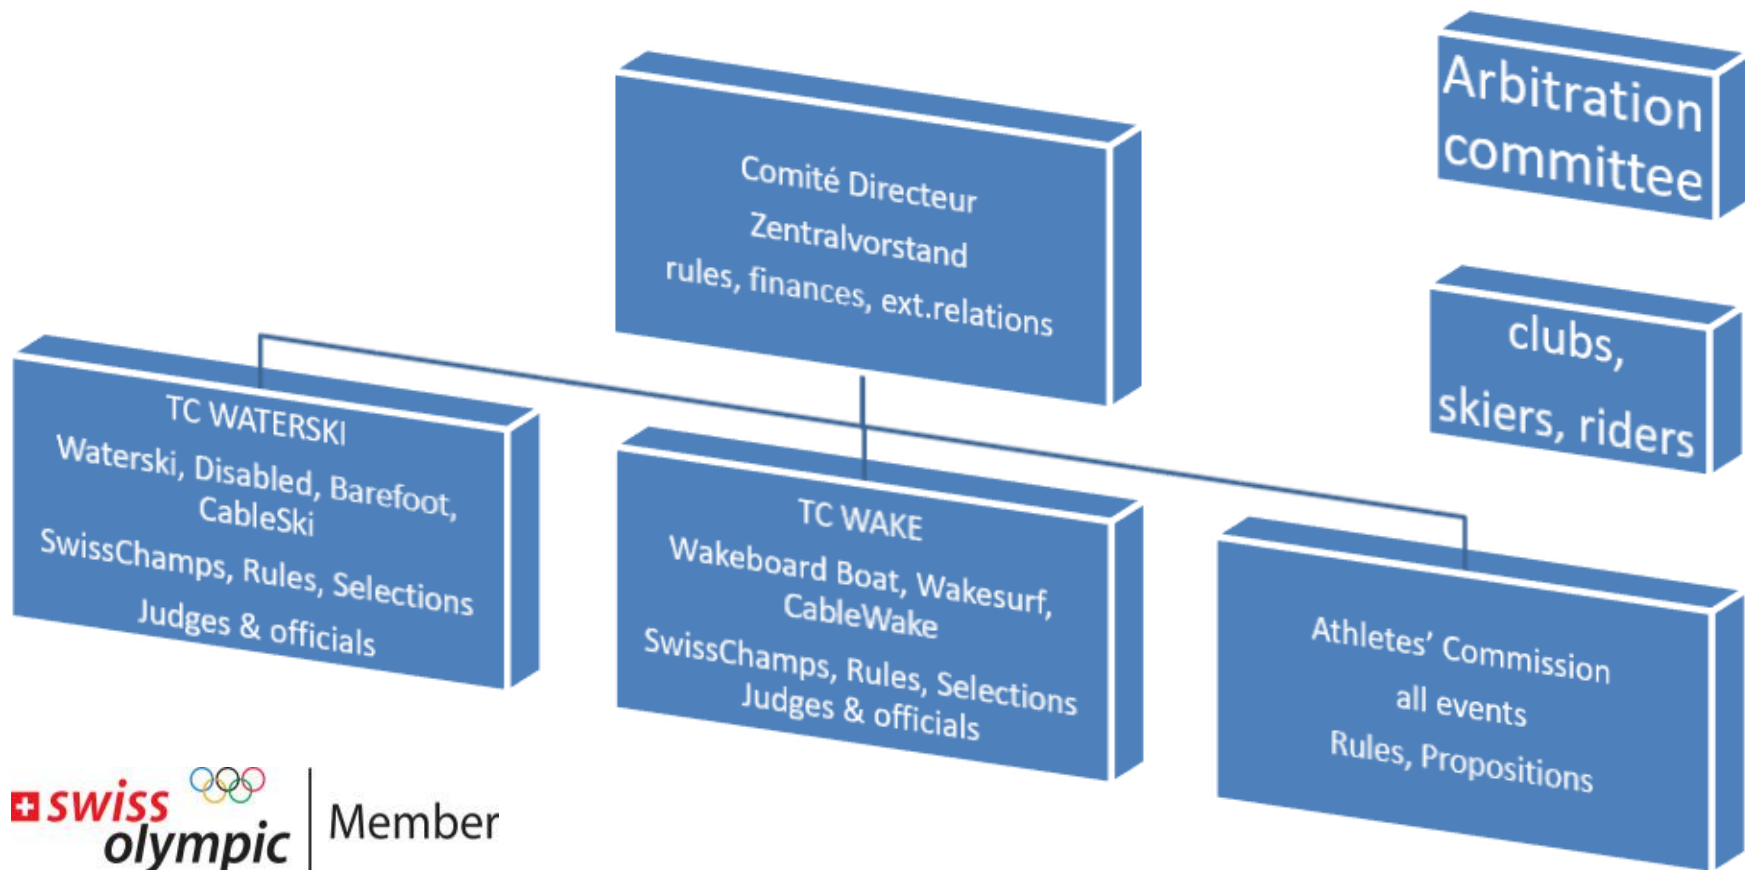 Arbitration
committee
Comité Directeur
Zentralvorstand
rules, finances, ext.relations
clubs,
skiers, riders
TC WATERSKI
Waterski, Disabled, Barefoot,
CableSki
SwissChamps, Rules, Selections
Judges & officials
TC WAKE
Wakeboard Boat, Wakesurf,
CableWake
SwissChamps, Rules, Selections
Judges & officials
Athletes’ Commission
all events
Rules, Propositions
swiss
olympic
Member